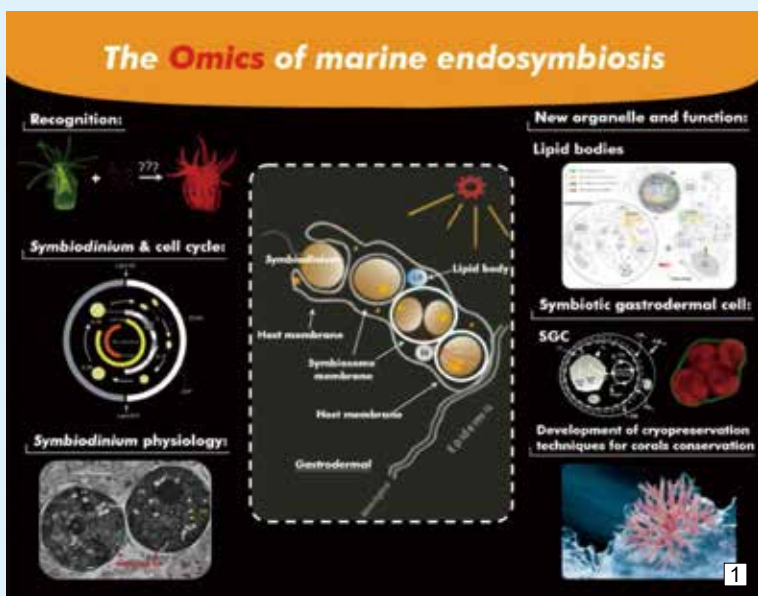 The Omics of marine endosymbiosis
Recognition:
+
???
Symbiodinium & cell cycle:
Symbiodinium physiology:
Symbiodinium
Lipid body
Host membrane
Symbiosome
membrane
Host membrane
Gastrodermal
Epidermis
New organelle and function:
Lipid bodies
Symbiotic gastrodermal cell:
SGC
Development of cryopreservation
techniques for corals conservation
1